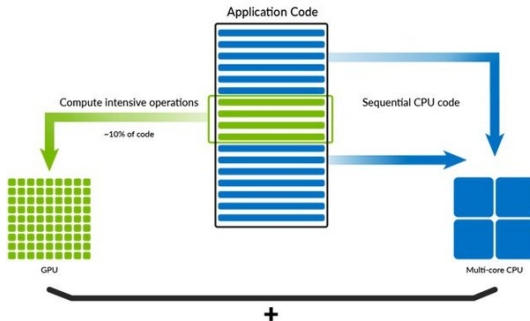 Application Code
Compute intensive operations
~10% of code
Sequential CPU code
GPU
Multi-core CPU
+